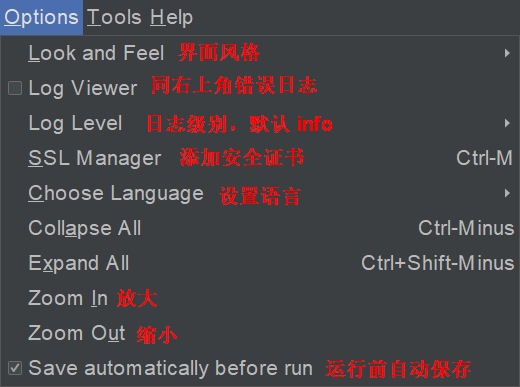 Options Tools Help
Look and Feel 界面风格
Log Viewer 同右上角错误日志
Log Level 日志级别，默认 info
SSL Manager 添加安全证书 Ctrl-M
Choose Language 设置语言
Collapse All Ctrl-Minus
Expand All Ctrl+Shift-Minus
Zoom In 放大
Zoom Out 缩小
Save automatically before run 运行前自动保存